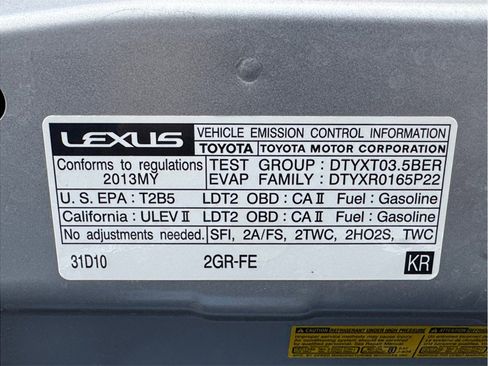 LEXUS
VEHICLE EMISSION CONTROL INFORMATION
TOYOTA TOYOTA MOTOR CORPORATION
Conforms to regulations
2013MY
TEST GROUP : DTYXT03.5BER
EVAP FAMILY : DTYXR0165P22
U. S. EPA : T2B5 LDT2 OBD : CA II Fuel : Gasoline
California : ULEV II LDT2 OBD : CA II Fuel : Gasoline
No adjustments needed. SFI, 2A/FS, 2TWC, 2HO2S, TWC
31D10 2GR-FE KR
CAUTION